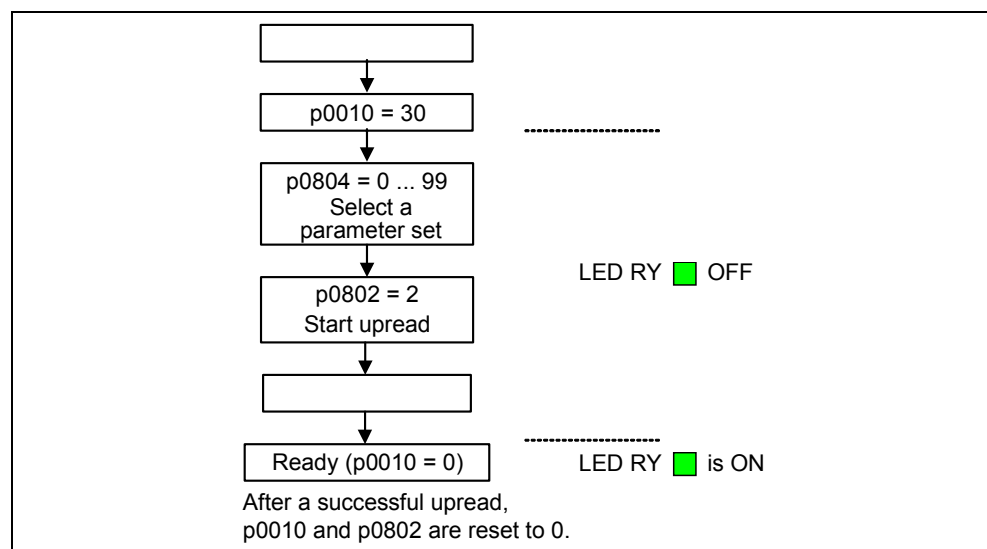 p0010 = 30
p0804 = 0 ... 99
Select a
parameter set
LED RY OFF
p0802 = 2
Start upread
Ready (p0010 = 0)
LED RY is ON
After a successful upread,
p0010 and p0802 are reset to 0.